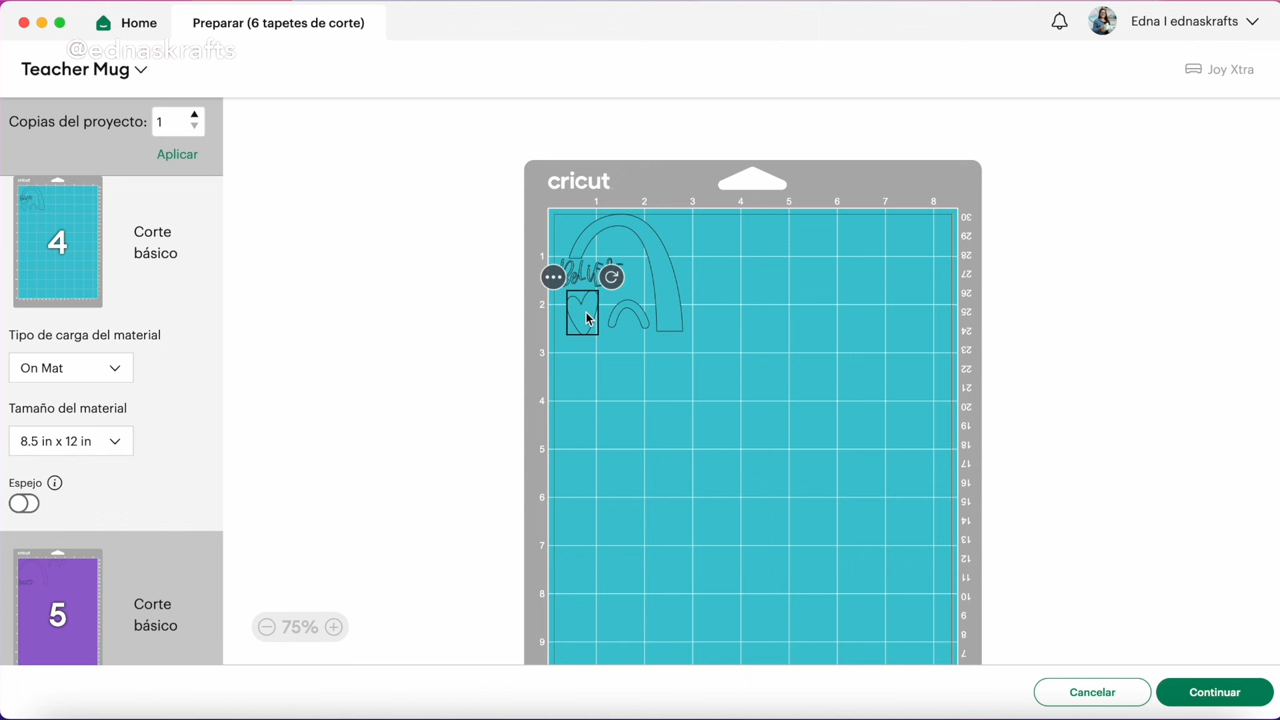 Home
Preparar (6 tapetes de corte)
Edna I ednaskrafts
@ednaskrafts
Teacher Mug
Joy Xtra
Copias del proyecto: 1
Aplicar
4
Corte
básico
Tipo de carga del material
On Mat
Tamaño del material
8.5 in x 12 in
Espejo
5
Corte
básico
cricut
1 2 3 4 5 6 7 8
1
2
3
4
5
6
7
8
9
30
29
28
27
26
25
24
23
22
21
20
19
18
17
16
15
14
13
12
11
10
9
8
7
75%
Cancelar
Continuar